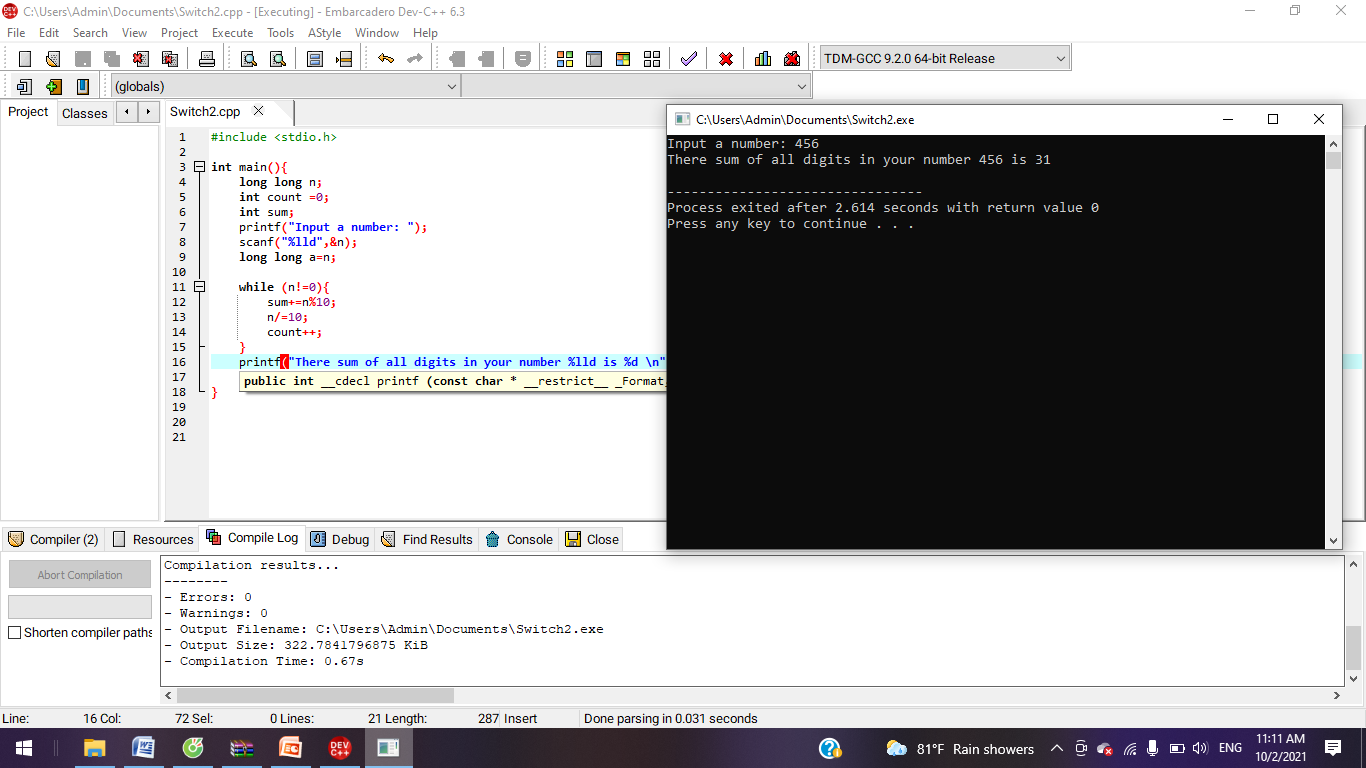 C:\Users\Admin\Documents\Switch2.cpp - [Executing] - Embarcadero Dev-C++ 6.3
File Edit Search View Project Execute Tools AStyle Window Help
TDM-GCC 9.2.0 64-bit Release
(globals)
Project Classes
Switch2.cpp
1 #include <stdio.h>
2
3 int main(){
4 long long n;
5 int count =0;
6 int sum;
7 printf("Input a number: ");
8 scanf("%lld",&n);
9 long long a=n;
10
11 while (n!=0){
12 sum+=n%10;
13 n/=10;
14 count++;
15 }
16 printf("There sum of all digits in your number %lld is %d \n"
17
public int __cdecl printf (const char * __restrict__ _Format,
18 }
19
20
21
C:\Users\Admin\Documents\Switch2.exe
Input a number: 456
There sum of all digits in your number 456 is 31
--------------------------------
Process exited after 2.614 seconds with return value 0
Press any key to continue . . .
Compiler (2) Resources Compile Log Debug Find Results Console Close
Abort Compilation
Shorten compiler paths
Compilation results...
--------
- Errors: 0
- Warnings: 0
- Output Filename: C:\Users\Admin\Documents\Switch2.exe
- Output Size: 322.7841796875 KiB
- Compilation Time: 0.67s
Line: 16 Col: 72 Sel: 0 Lines: 21 Length: 287 Insert Done parsing in 0.031 seconds
DEV C++
81°F Rain showers
ENG
11:11 AM
10/2/2021